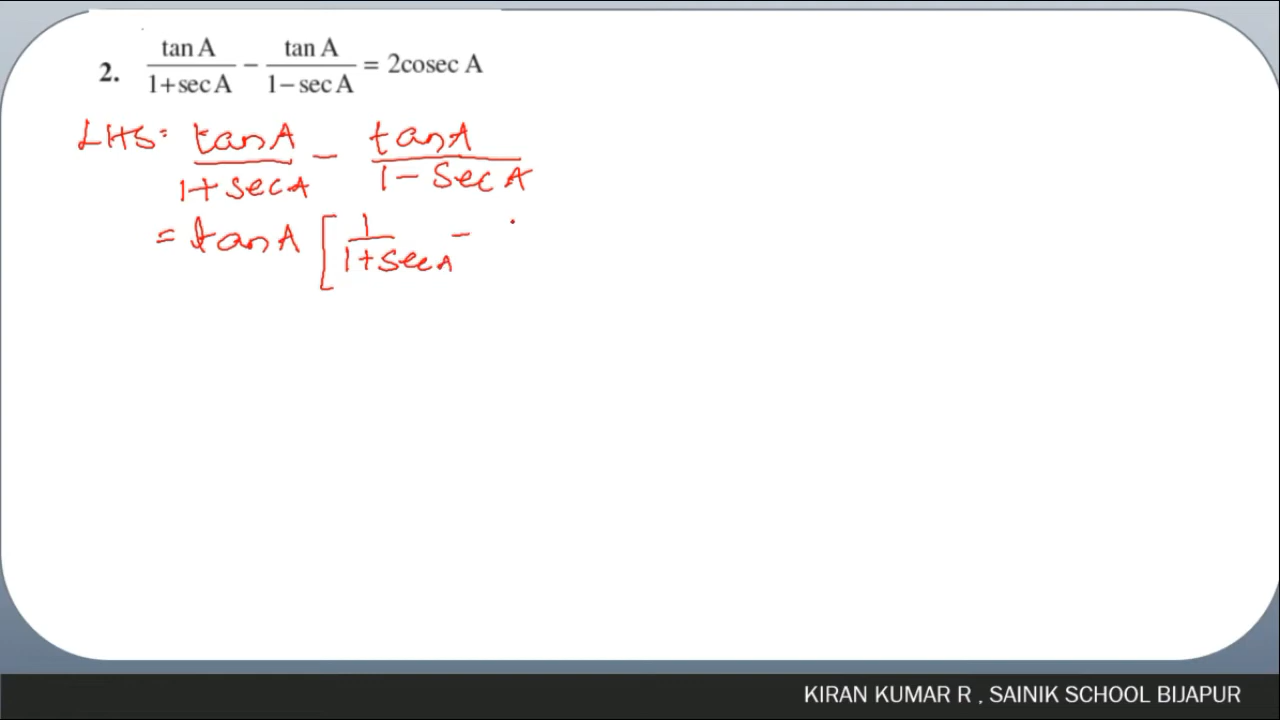 2. tan A / 1+sec A − tan A / 1−sec A = 2cosec A
LHS: tanA / 1+secA − tanA / 1−SecA
= tanA [ 1 / 1+secA −
KIRAN KUMAR R , SAINIK SCHOOL BIJAPUR